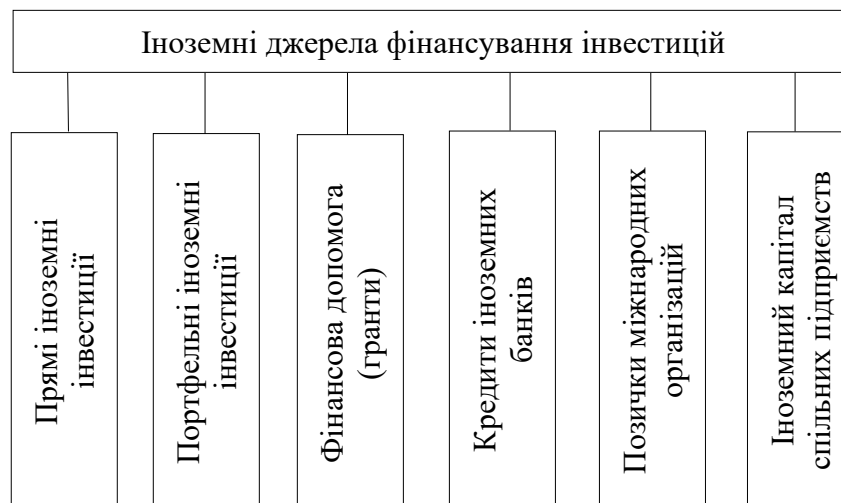 Іноземні джерела фінансування інвестицій
Прямі іноземні
інвестиції
Портфельні іноземні
інвестиції
Фінансова допомога
(гранти)
Кредити іноземних
банків
Позички міжнародних
організацій
Іноземний капітал
спільних підприємств